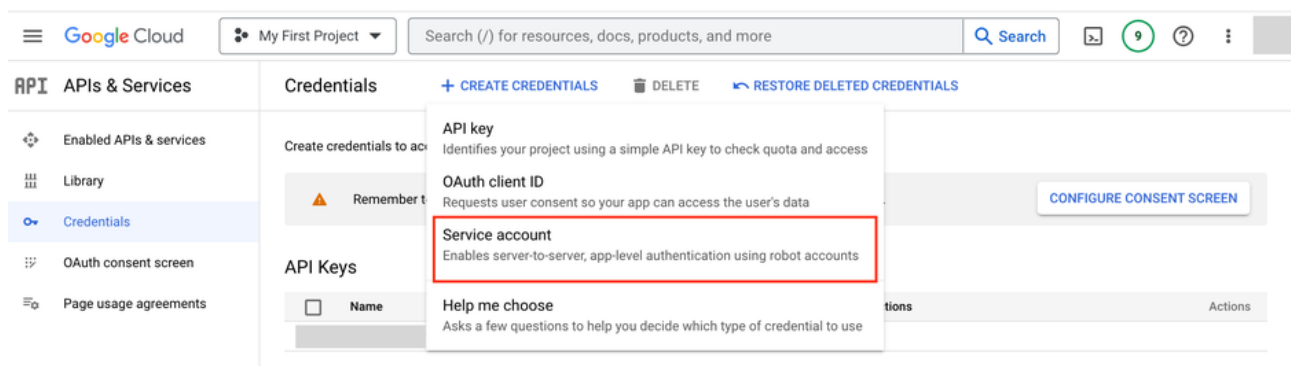 Google Cloud
My First Project
Search (/) for resources, docs, products, and more
Search
9
API APIs & Services
Credentials
+ CREATE CREDENTIALS
DELETE
RESTORE DELETED CREDENTIALS
Enabled APIs & services
Library
Credentials
OAuth consent screen
Page usage agreements
Create credentials to
Remember
CONFIGURE CONSENT SCREEN
API Keys
Name
Actions
API key
Identifies your project using a simple API key to check quota and access
OAuth client ID
Requests user consent so your app can access the user's data
Service account
Enables server-to-server, app-level authentication using robot accounts
Help me choose
Asks a few questions to help you decide which type of credential to use